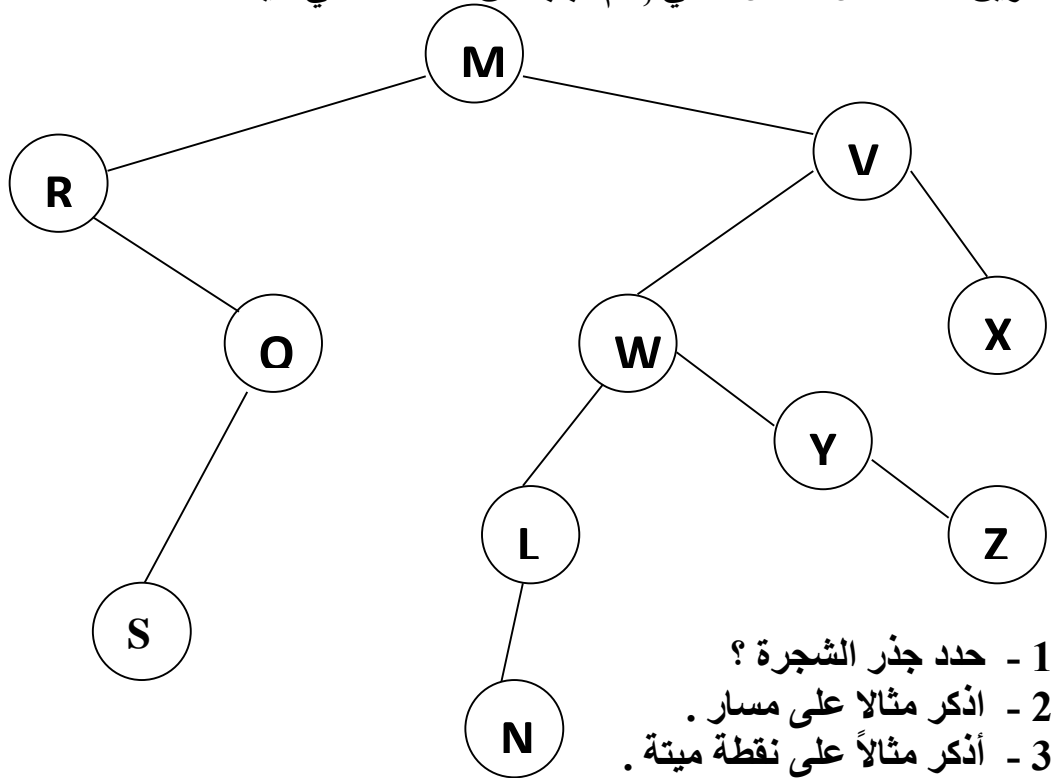 M
V
R
X
W
Y
L
Z
S
N
1 - حدد جذر الشجرة ؟
2 - اذكر مثالا على مسار .
3 - أذكر مثالاً على نقطة ميتة .